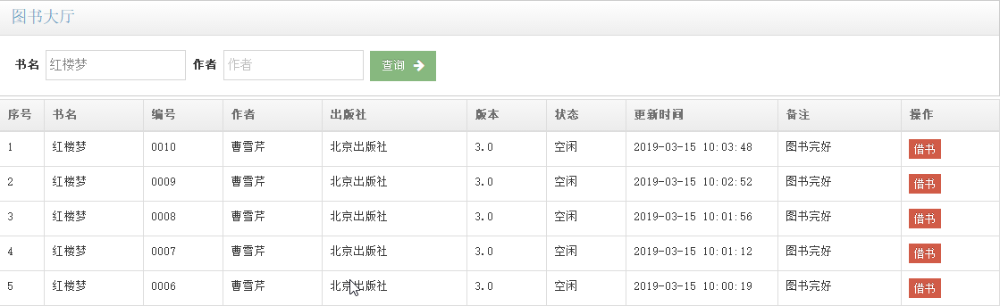 图书大厅
书名 红楼梦 作者 作者 查询
序号 书名 编号 作者 出版社 版本 状态 更新时间 备注 操作
1 红楼梦 0010 曹雪芹 北京出版社 3.0 空闲 2019-03-15 10:03:48 图书完好 借书
2 红楼梦 0009 曹雪芹 北京出版社 3.0 空闲 2019-03-15 10:02:52 图书完好 借书
3 红楼梦 0008 曹雪芹 北京出版社 3.0 空闲 2019-03-15 10:01:56 图书完好 借书
4 红楼梦 0007 曹雪芹 北京出版社 3.0 空闲 2019-03-15 10:01:12 图书完好 借书
5 红楼梦 0006 曹雪芹 北京出版社 3.0 空闲 2019-03-15 10:00:19 图书完好 借书